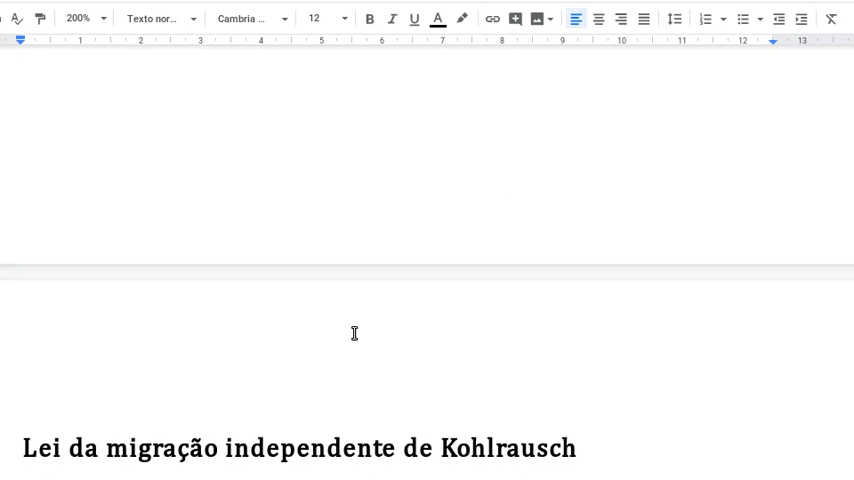 200% Texto nor... Cambria ... 12 B I U A
1 2 3 4 5 6 7 8 9 10 11 12 13
Lei da migração independente de Kohlrausch